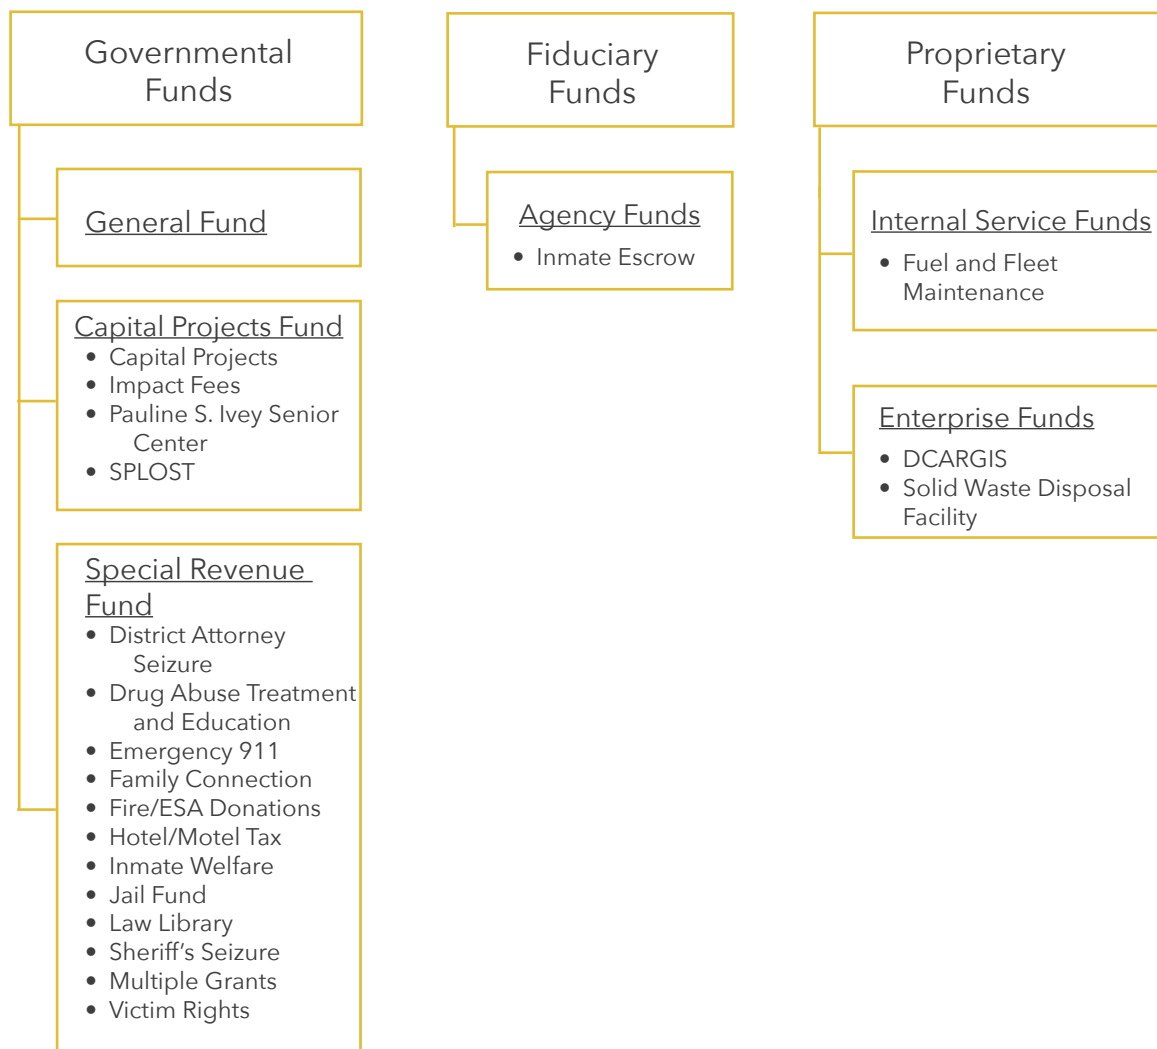 Governmental
Funds
General Fund
Capital Projects Fund
• Capital Projects
• Impact Fees
• Pauline S. Ivey Senior
Center
• SPLOST
Special Revenue
Fund
• District Attorney
Seizure
• Drug Abuse Treatment
and Education
• Emergency 911
• Family Connection
• Fire/ESA Donations
• Hotel/Motel Tax
• Inmate Welfare
• Jail Fund
• Law Library
• Sheriff’s Seizure
• Multiple Grants
• Victim Rights
Fiduciary
Funds
Agency Funds
• Inmate Escrow
Proprietary
Funds
Internal Service Funds
• Fuel and Fleet
Maintenance
Enterprise Funds
• DCARGIS
• Solid Waste Disposal
Facility